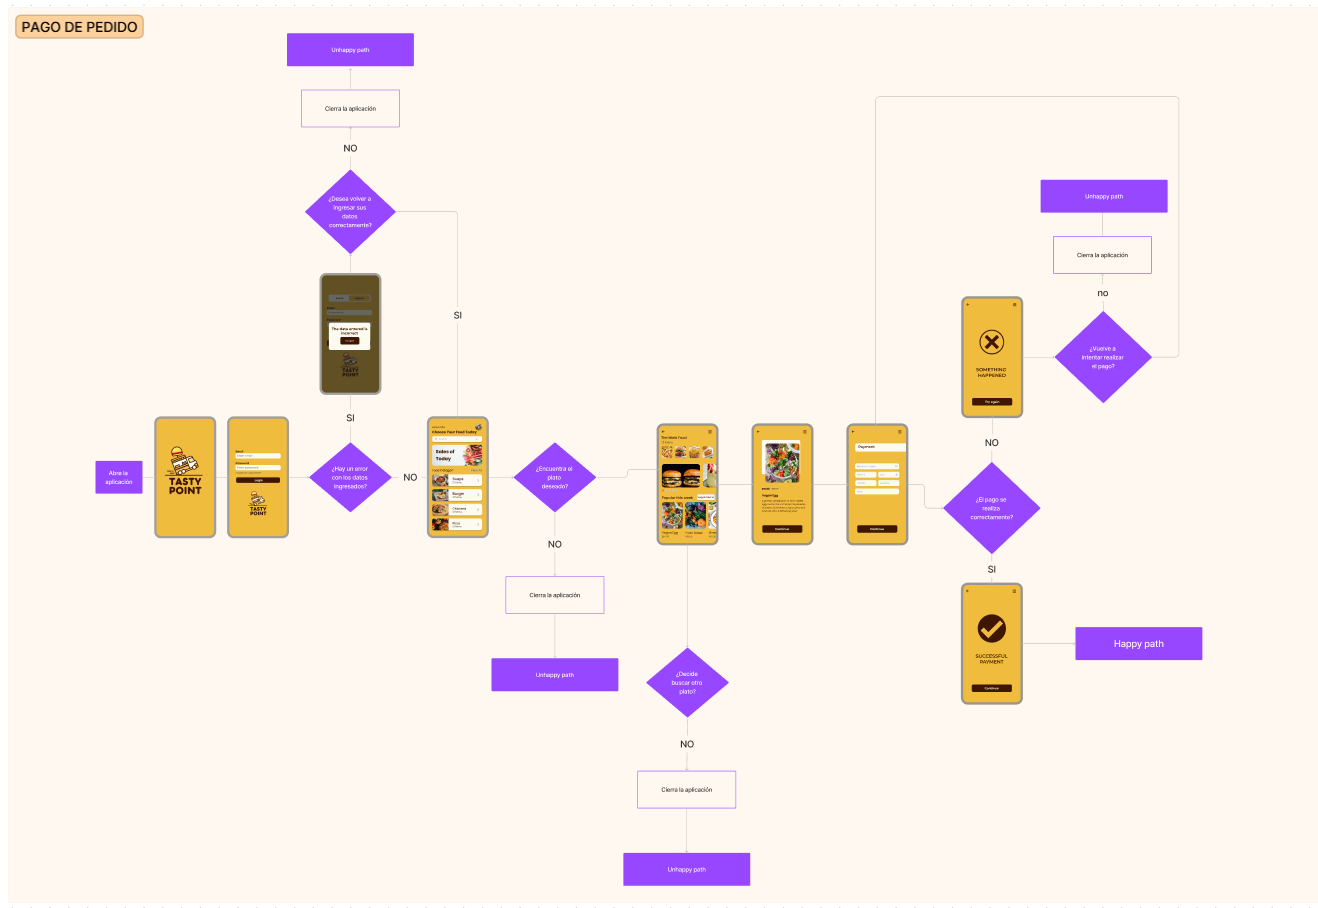 PAGO DE PEDIDO
Unhappy path
Cierra la aplicación
NO
¿Desea volver a
ingresar sus
datos
correctamente?
SI
The data entered is
incorrect
TASTY
POINT
SI
Abre la
aplicación
TASTY
POINT
Email
Password
Login
TASTY
POINT
¿Hay un error
con los datos
ingresados?
NO
Choose Your Food Today
Sales of
Today
Burger
Pizza
¿Encuentra el
plato
deseado?
NO
Cierra la aplicación
Unhappy path
Popular this week
¿Decide
buscar otro
plato?
NO
Cierra la aplicación
Unhappy path
Continue
Payment
Continue
¿El pago se
realiza
correctamente?
NO
SOMETHING
HAPPENED
Try again
¿Vuelve a
intentar realizar
el pago?
no
Cierra la aplicación
Unhappy path
SI
SUCCESSFUL
PAYMENT
Continue
Happy path